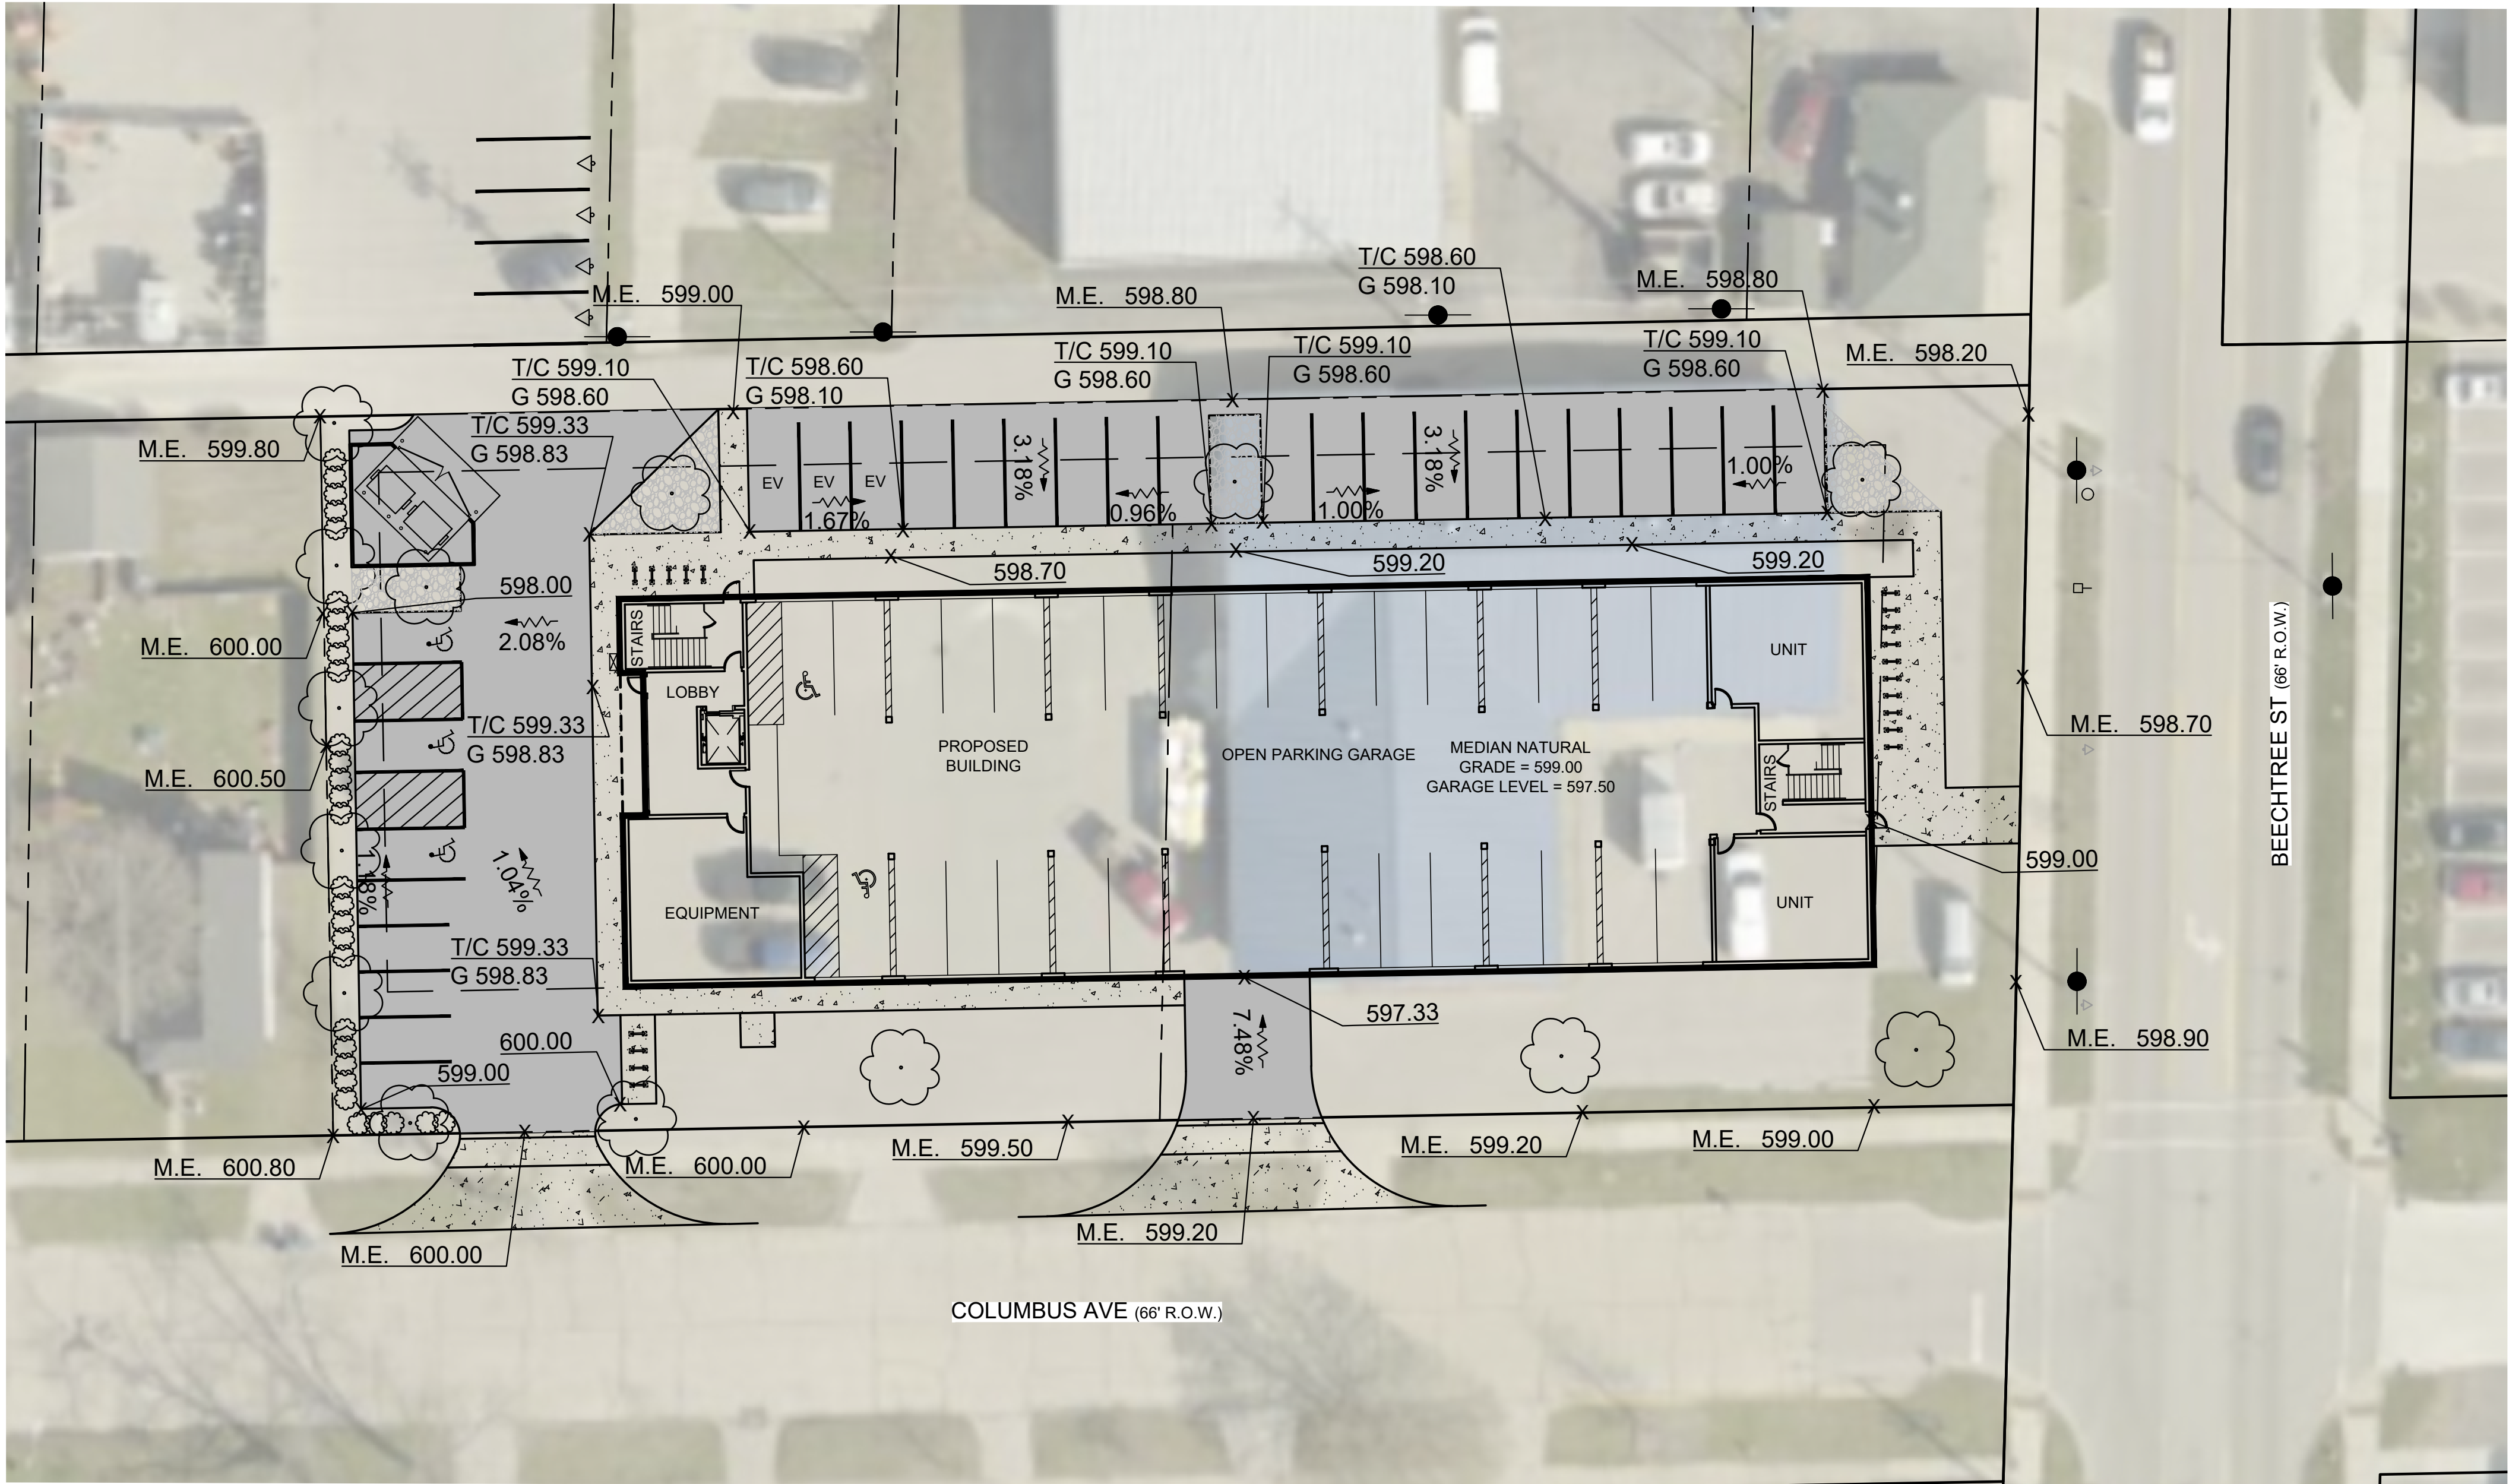 T/C 598.60
G 598.10
M.E. 599.00
M.E. 598.80
M.E. 598.80
T/C 599.10
G 598.60
T/C 598.60
G 598.10
T/C 599.10
G 598.60
T/C 599.10
G 598.60
T/C 599.10
G 598.60
M.E. 598.20
T/C 599.33
G 598.83
M.E. 599.80
3.18%
3.18%
1.00%
EV
EV
EV
1.67%
0.96%
1.00%
598.70
599.20
599.20
598.00
2.08%
M.E. 600.00
STAIRS
LOBBY
UNIT
BEECHTREE ST (66' R.O.W.)
M.E. 598.70
T/C 599.33
G 598.83
M.E. 600.50
PROPOSED
BUILDING
OPEN PARKING GARAGE
MEDIAN NATURAL
GRADE = 599.00
GARAGE LEVEL = 597.50
STAIRS
599.00
1.04%
EQUIPMENT
UNIT
T/C 599.33
G 598.83
597.33
7.48%
600.00
599.00
M.E. 598.90
M.E. 600.80
M.E. 600.00
M.E. 599.50
M.E. 599.20
M.E. 599.00
M.E. 600.00
M.E. 599.20
COLUMBUS AVE (66' R.O.W.)